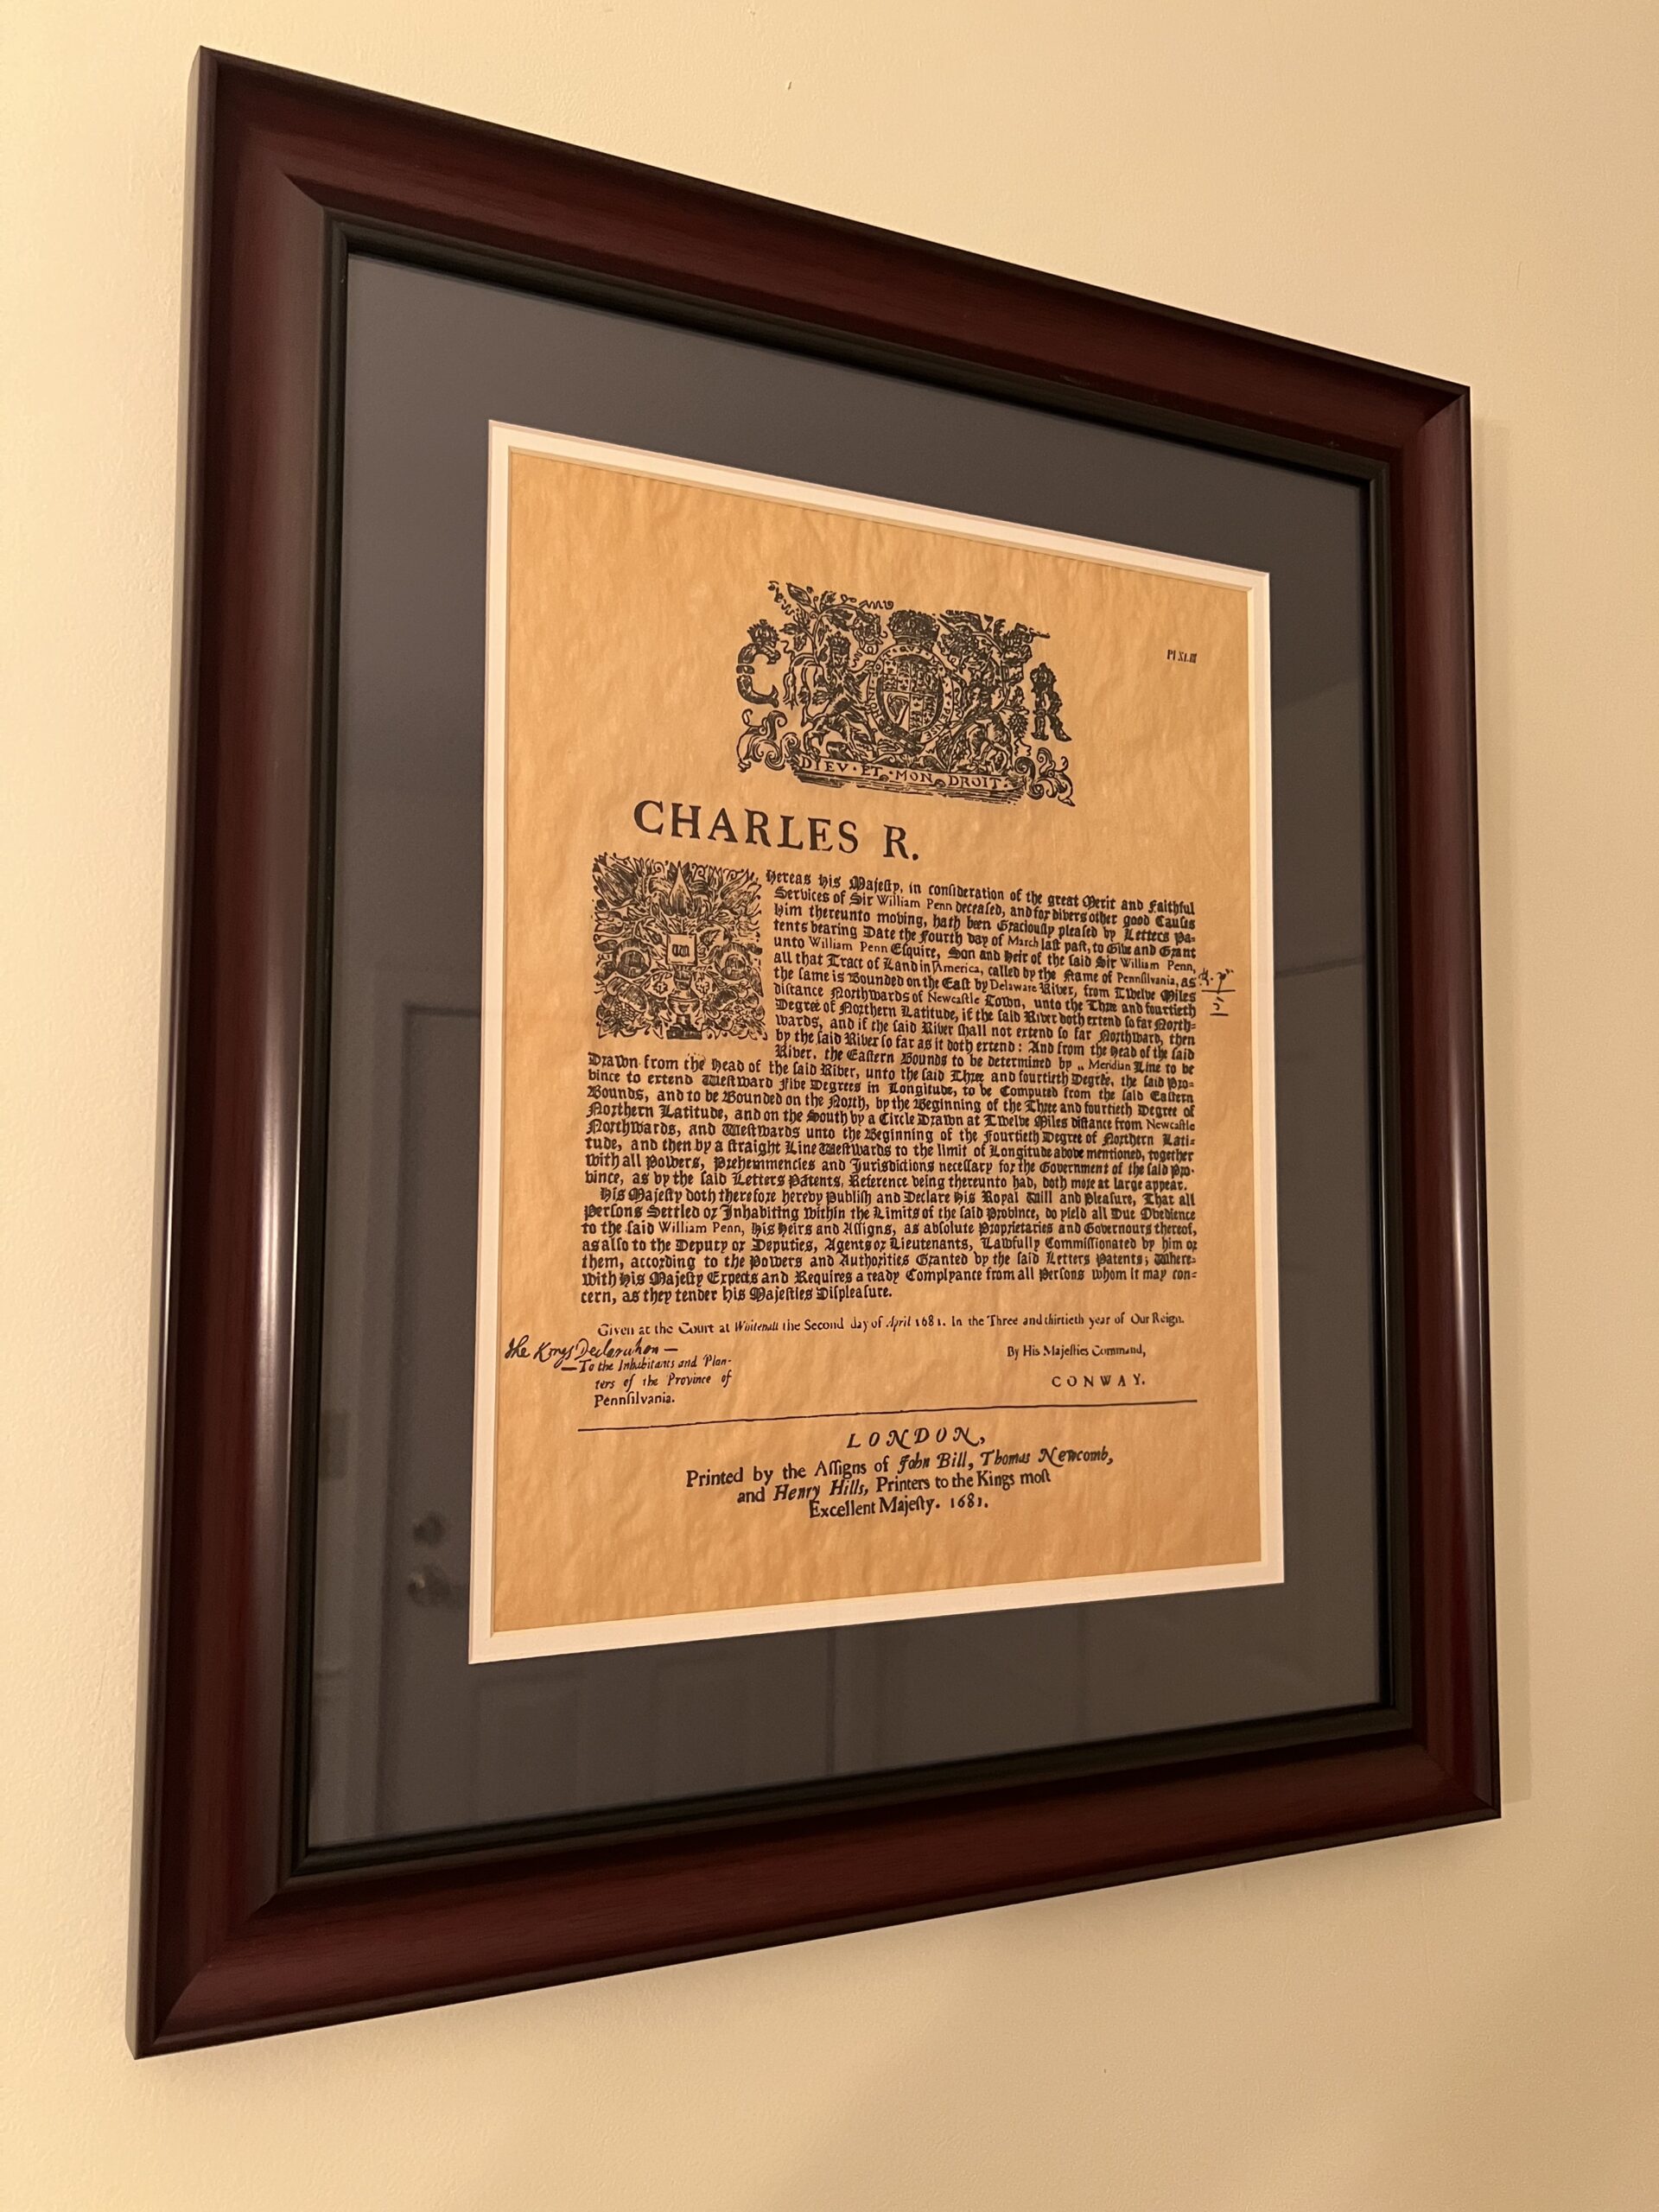 C R
DIEV·ET·MON DROIT·
Pl XLIII
CHARLES R.
Whereas His Majesty, in consideration of the great Merit and Faithful
Services of Sir William Penn deceased, and for divers other good Causes
Him thereunto moving, hath been Graciously pleased by Letters Pa-
tents bearing Date the Fourth day of March last past, to Give and Grant
unto William Penn Esquire, Son and Heir of the said Sir William Penn,
all that Tract of Land in America, called by the Name of Pennsilvania, as
the same is Bounded on the East by Delaware River, from Twelve Miles
distance Northwards of Newcastle Town, unto the Three and fourtieth
Degree of Northern Latitude, if the said River doth extend so far North-
wards, and if the said River shall not extend so far Northward, then
by the said River so far as it doth extend: And from the Head of the said
River, the Eastern Bounds to be determined by Meridian Line to be
Drawn from the Head of the said River, unto the said Three and fourtieth Degree, the said Pro-
vince to extend Westward Five Degrees in Longitude, to be Computed from the said Eastern
Bounds, and to be Bounded on the North, by the Beginning of the Three and fourtieth Degree of
Northern Latitude, and on the South by a Circle Drawn at Twelve Miles distance from Newcastle
Northwards, and Westwards unto the Beginning of the Fourtieth Degree of Northern Lati-
tude, and then by a straight Line Westwards to the limit of Longitude above mentioned, together
with all Powers, Preheminencies and Jurisdictions necessary for the Government of the said Pro-
vince, as by the said Letters Patents, Reference being thereunto had, doth more at large appear.
His Majesty doth therefore hereby Publish and Declare His Royal Will and Pleasure, That all
Persons Settled or Inhabiting within the Limits of the said Province, do yield all Due Obedience
to the said William Penn, His Heirs and Assigns, as absolute Proprietaries and Governours thereof,
as also to the Deputy or Deputies, Agents or Lieutenants, Lawfully Commissionated by him or
them, according to the Powers and Authorities Granted by the said Letters Patents; Where-
with His Majesty Expects and Requires a ready Complyance from all Persons whom it may con-
cern, as they tender His Majesties Displeasure.
Given at the Court at Whitehall the Second day of April 1681. In the Three and thirtieth year of Our Reign.
The Kings Declaration—
—To the Inhabitants and Plan-
ters of the Province of
Pennsilvania.
By His Majesties Command,
CONWAY.
LONDON,
Printed by the Assigns of John Bill, Thomas Newcomb,
and Henry Hills, Printers to the Kings most
Excellent Majesty. 1681.